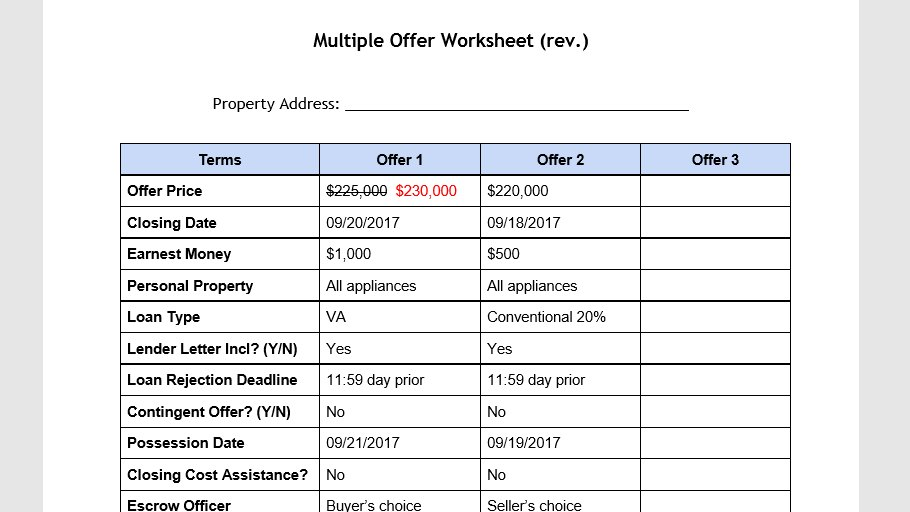 Multiple Offer Worksheet (rev.)
Property Address: ___________________________________________
Terms Offer 1 Offer 2 Offer 3
Offer Price $225,000 $230,000 $220,000
Closing Date 09/20/2017 09/18/2017
Earnest Money $1,000 $500
Personal Property All appliances All appliances
Loan Type VA Conventional 20%
Lender Letter Incl? (Y/N) Yes Yes
Loan Rejection Deadline 11:59 day prior 11:59 day prior
Contingent Offer? (Y/N) No No
Possession Date 09/21/2017 09/19/2017
Closing Cost Assistance? No No
Escrow Officer Buyer’s choice Seller’s choice